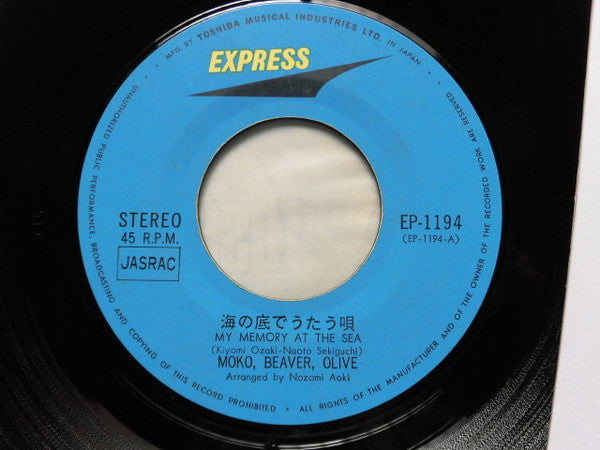 MFD. BY TOSHIBA MUSICAL INDUSTRIES LTD. IN JAPAN
EXPRESS
STEREO
45 R.P.M.
JASRAC
EP-1194
(EP-1194-A)
海の底でうたう唄
MY MEMORY AT THE SEA
(Kiyomi Ozaki-Naoto Sekiguchi)
MOKO, BEAVER, OLIVE
Arranged by Nozomi Aoki
UNAUTHORIZED PUBLIC PERFORMANCE, BROADCASTING AND COPYING OF THIS RECORD PROHIBITED • ALL RIGHTS OF THE MANUFACTURER AND OF THE OWNER OF THE RECORDED WORK ARE RESERVED